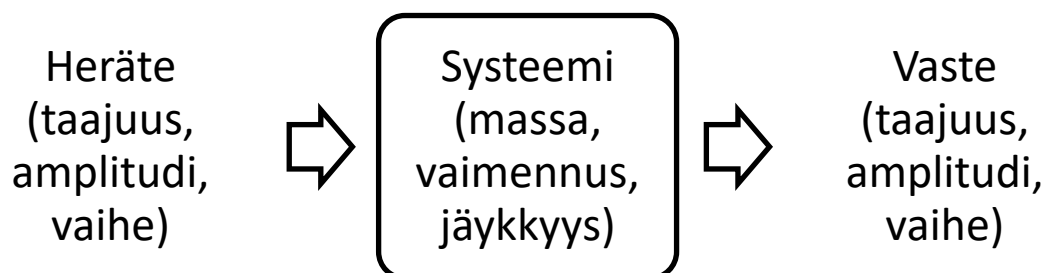 Heräte
(taajuus,
amplitudi,
vaihe)
Systeemi
(massa,
vaimennus,
jäykkyys)
Vaste
(taajuus,
amplitudi,
vaihe)